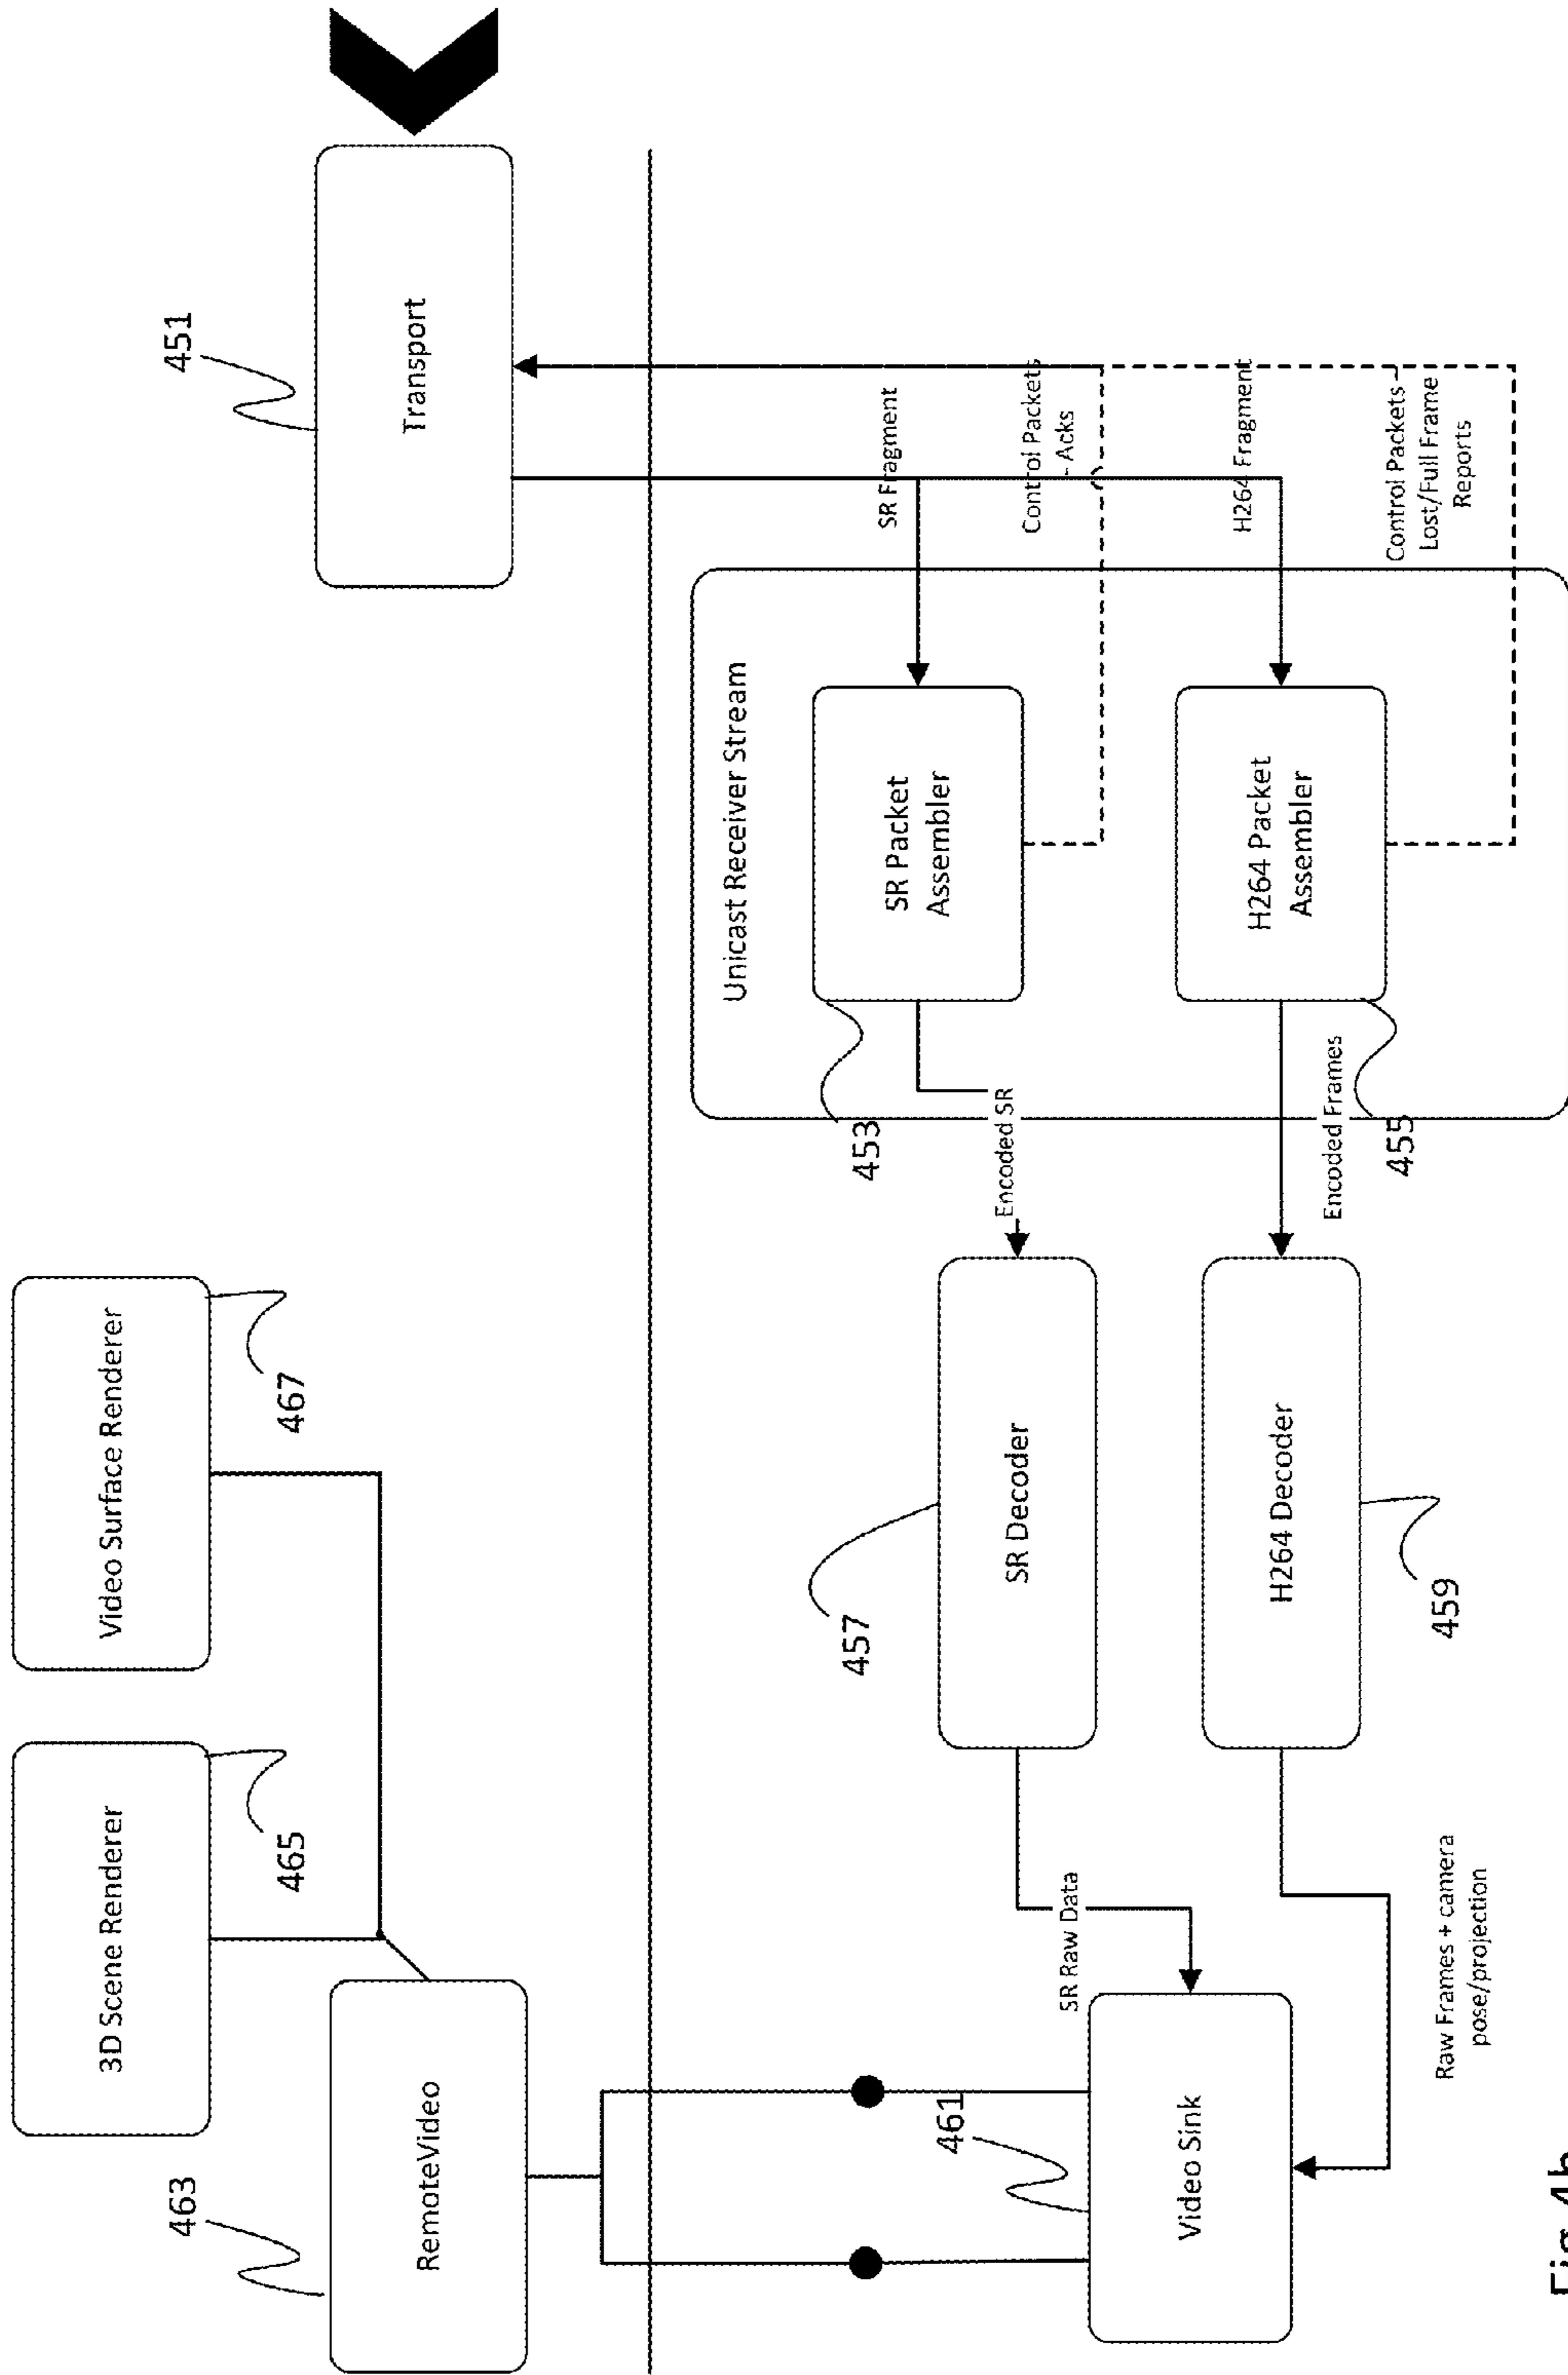 3D Scene Renderer
Video Surface Renderer
463
451
465
467
RemoteVideo
Transport
Unicast Receiver Stream
457
453
SR Packet
Assembler
SR Fragment
461
SR Decoder
Encoded SR
Control Packets
- Acks
SR Raw Data
Video Sink
H264 Decoder
H264 Packet
Assembler
H264 Fragment
Encoded Frames
455
Control Packets -
Lost/Full Frame
Reports
459
Raw Frames + camera
pose/projection
Fig 4b